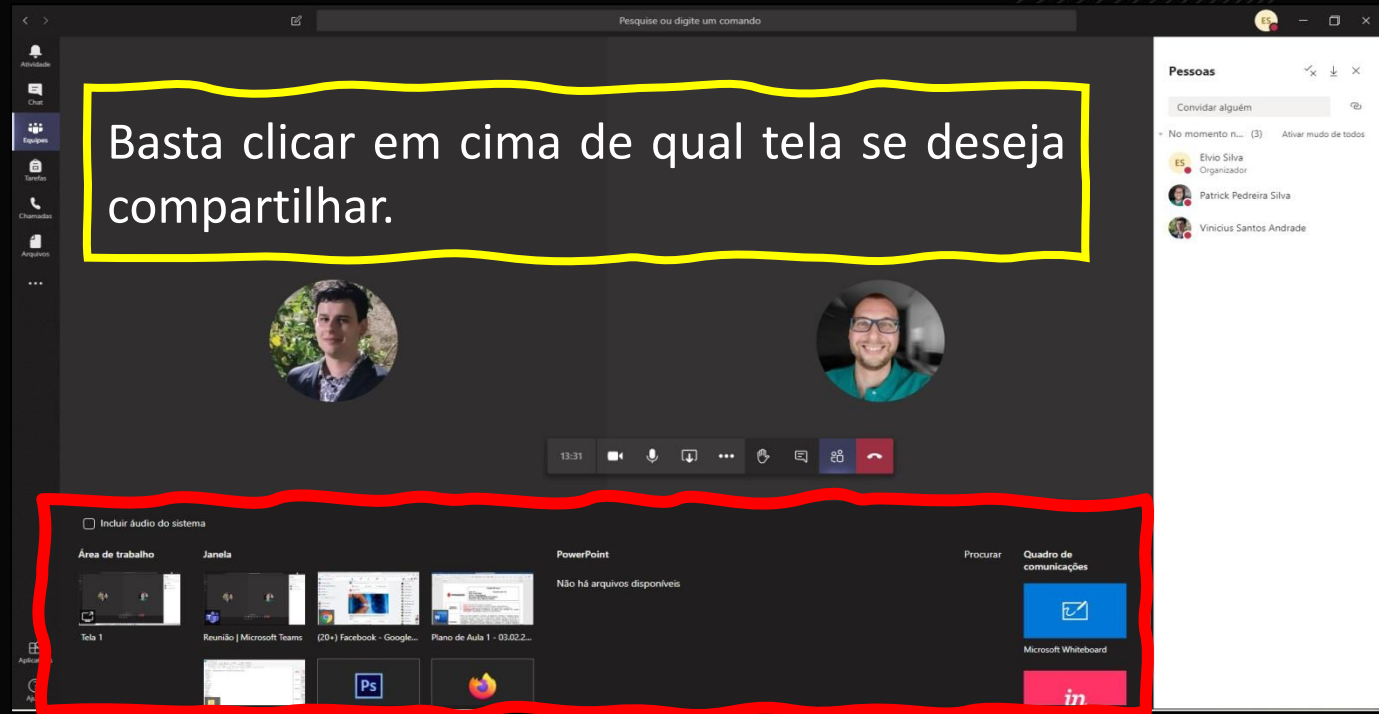 Pesquise ou digite um comando
ES
Atividade
Chat
Equipes
Tarefas
Chamadas
Arquivos
Basta clicar em cima de qual tela se deseja
compartilhar.
Pessoas
Convidar alguém
No momento n... (3) Ativar mudo de todos
ES
Elvio Silva
Organizador
Patrick Pedreira Silva
Vinicius Santos Andrade
13:31
Incluir áudio do sistema
Área de trabalho
Janela
PowerPoint
Procurar
Quadro de
comunicações
Não há arquivos disponíveis
Tela 1
Reunião | Microsoft Teams
(20+) Facebook - Google...
Plano de Aula 1 - 03.02.2...
Microsoft Whiteboard
Ps
in